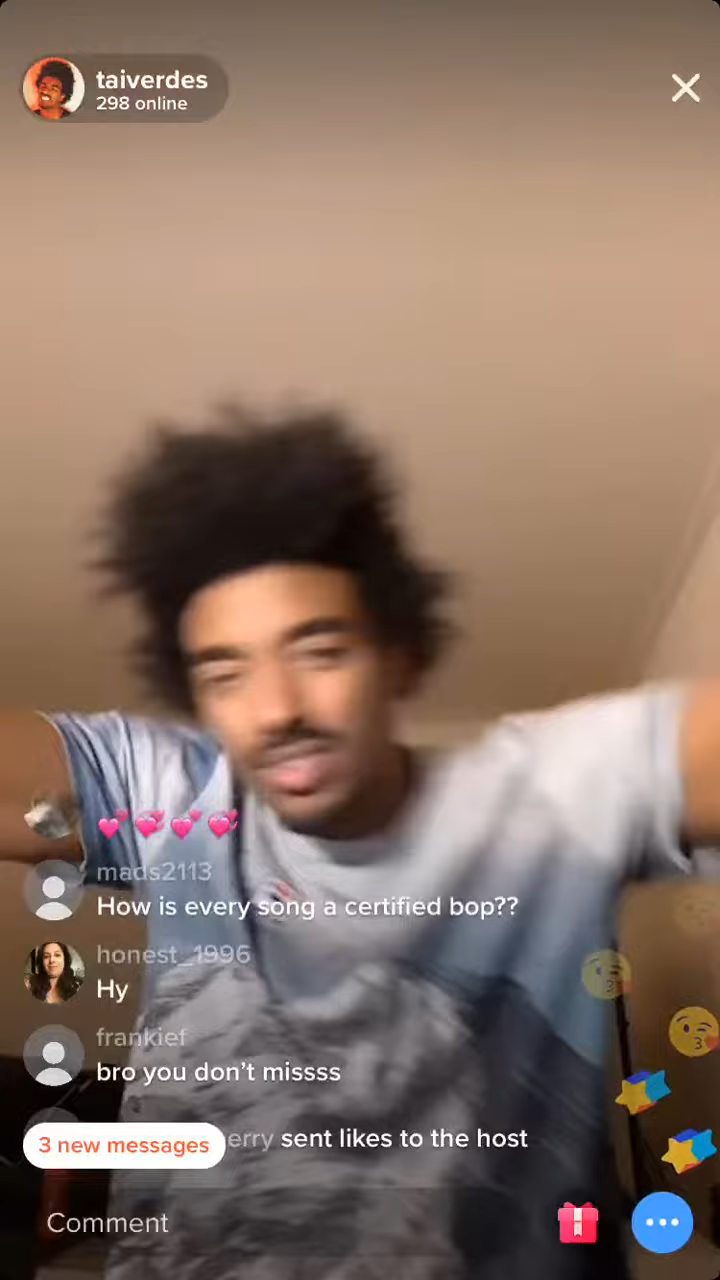 taiverdes
298 online
mads2113
How is every song a certified bop??
honest_1996
Hy
frankief
bro you don't missss
3 new messages
erry sent likes to the host
Comment